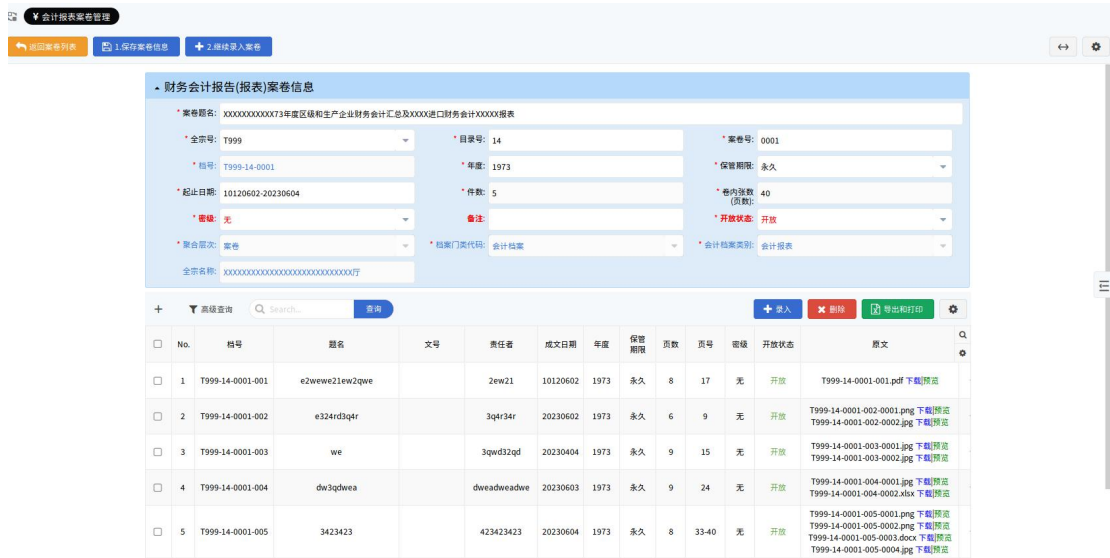 ¥ 会计报表案卷管理
返回案卷列表 1.保存案卷信息 + 2.继续录入案卷
财务会计报告(报表)案卷信息
* 案卷题名: XXXXXXXXXXX73年度区级和生产企业财务会计汇总及XXXX进口财务会计XXXXX报表
* 全宗号: T999 * 目录号: 14 * 案卷号: 0001
* 档号: T999-14-0001 * 年度: 1973 * 保管期限: 永久
* 起止日期: 10120602-20230604 * 件数: 5 * 卷内张数(页数): 40
* 密级: 无 备注: * 开放状态: 开放
* 聚合层次: 案卷 * 档案门类代码: 会计档案 * 会计档案类别: 会计报表
全宗名称: XXXXXXXXXXXXXXXXXXXXXXXXXXXX厅
+ 高级查询 Search... 查询 + 录入 ✖ 删除 导出和打印
No. 档号 题名 文号 责任者 成文日期 年度 保管期限 页数 页号 密级 开放状态 原文
1 T999-14-0001-001 e2wewe21ew2qwe 2ew21 10120602 1973 永久 8 17 无 开放 T999-14-0001-001.pdf 下载|预览
2 T999-14-0001-002 e324rd3q4r 3q4r34r 20230602 1973 永久 6 9 无 开放 T999-14-0001-002-0001.png 下载|预览
T999-14-0001-002-0002.jpg 下载|预览
3 T999-14-0001-003 we 3qwd32qd 20230404 1973 永久 9 15 无 开放 T999-14-0001-003-0001.jpg 下载|预览
T999-14-0001-003-0002.jpg 下载|预览
4 T999-14-0001-004 dw3qdwea dweadweadwe 20230603 1973 永久 9 24 无 开放 T999-14-0001-004-0001.jpg 下载|预览
T999-14-0001-004-0002.xlsx 下载|预览
5 T999-14-0001-005 3423423 423423423 20230604 1973 永久 8 33-40 无 开放 T999-14-0001-005-0001.png 下载|预览
T999-14-0001-005-0002.png 下载|预览
T999-14-0001-005-0003.docx 下载|预览
T999-14-0001-005-0004.jpg 下载|预览